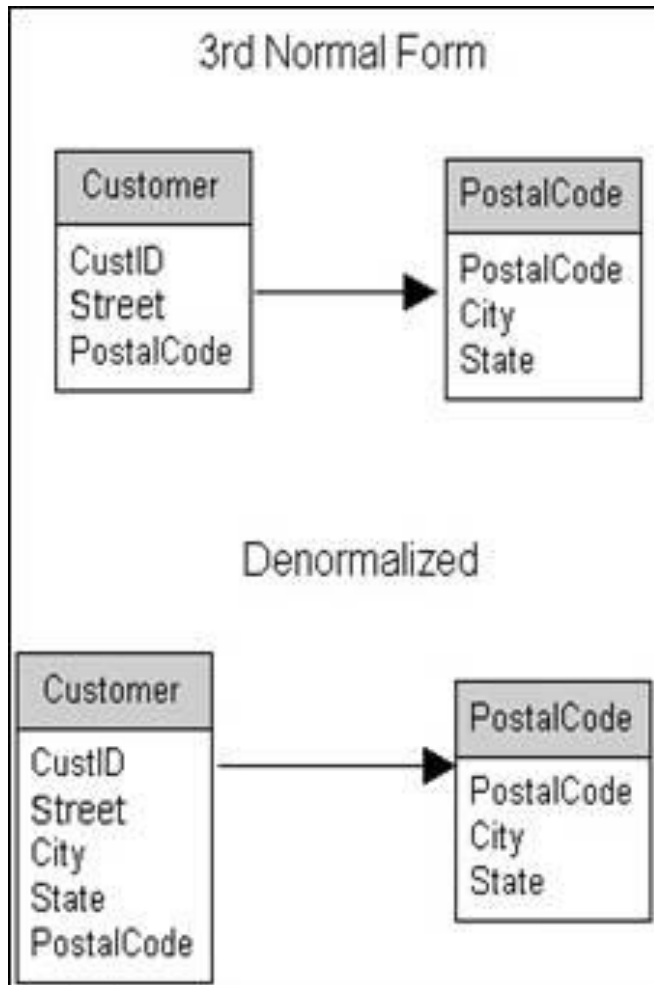 3rd Normal Form
Customer
CustID
Street
PostalCode
PostalCode
PostalCode
City
State
Denormalized
Customer
CustID
Street
City
State
PostalCode
PostalCode
PostalCode
City
State